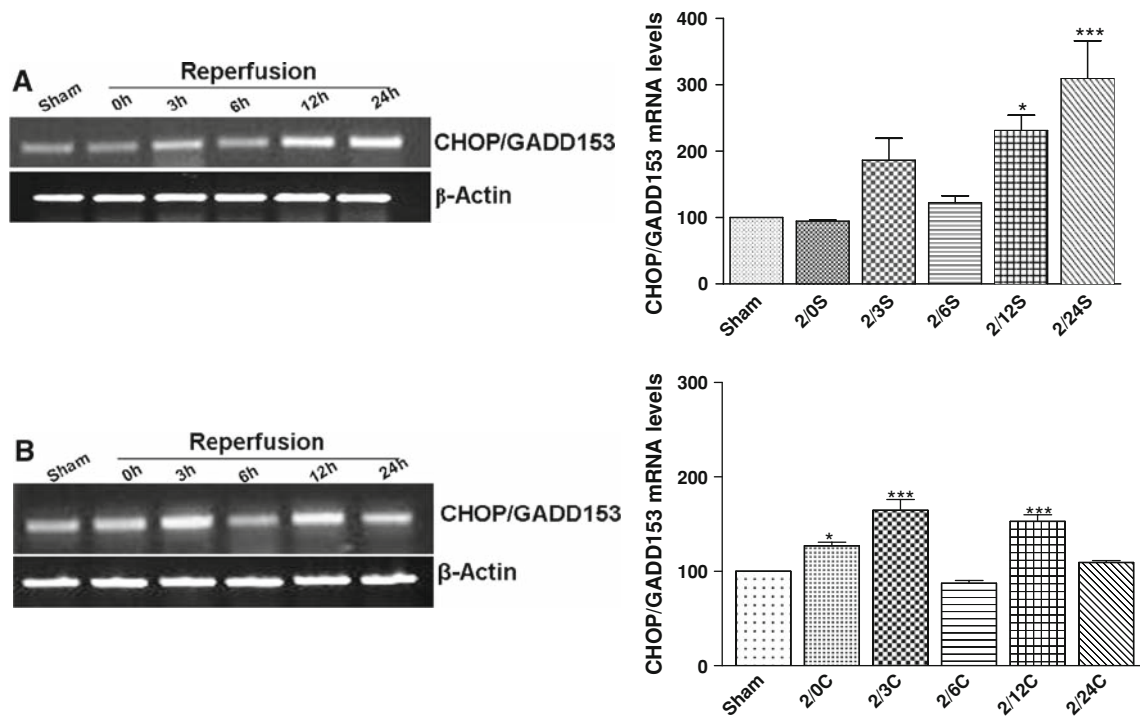 A
Reperfusion
Sham 0h 3h 6h 12h 24h
CHOP/GADD153
β-Actin
CHOP/GADD153 mRNA levels
400
300
200
100
0
*
***
Sham 2/0S 2/3S 2/6S 2/12S 2/24S
B
Reperfusion
Sham 0h 3h 6h 12h 24h
CHOP/GADD153
β-Actin
CHOP/GADD153 mRNA levels
300
200
100
0
*
***
***
Sham 2/0C 2/3C 2/6C 2/12C 2/24C